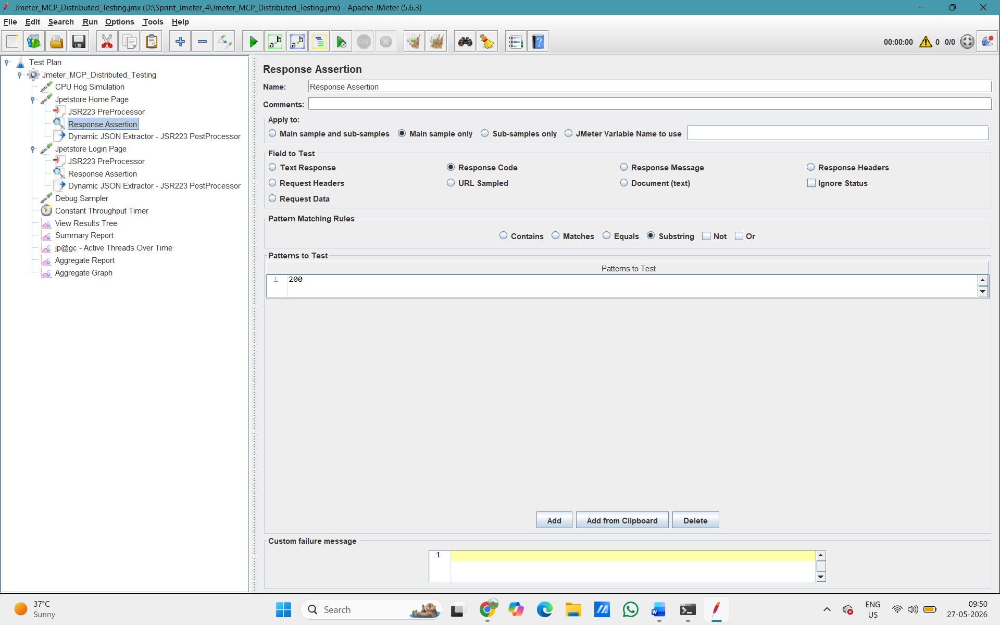 Jmeter_MCP_Distributed_Testing.jmx (D:\Sprint_Jmeter_4\Jmeter_MCP_Distributed_Testing.jmx) - Apache JMeter (5.6.3)
File Edit Search Run Options Tools Help
00:00:00 0 0/0
Test Plan
Jmeter_MCP_Distributed_Testing
CPU Hog Simulation
Jpetstore Home Page
JSR223 PreProcessor
Response Assertion
Dynamic JSON Extractor - JSR223 PostProcessor
Jpetstore Login Page
JSR223 PreProcessor
Response Assertion
Dynamic JSON Extractor - JSR223 PostProcessor
Debug Sampler
Constant Throughput Timer
View Results Tree
Summary Report
jp@gc - Active Threads Over Time
Aggregate Report
Aggregate Graph
Response Assertion
Name: Response Assertion
Comments:
Apply to:
Main sample and sub-samples Main sample only Sub-samples only JMeter Variable Name to use
Field to Test
Text Response Response Code Response Message Response Headers
Request Headers URL Sampled Document (text) Ignore Status
Request Data
Pattern Matching Rules
Contains Matches Equals Substring Not Or
Patterns to Test
Patterns to Test
1 200
Add Add from Clipboard Delete
Custom failure message
1
37°C
Sunny
Search
ENG
US
09:50
27-05-2026